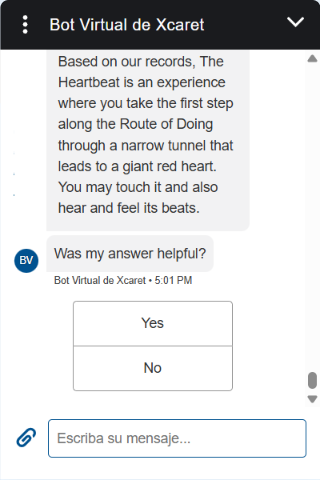 Bot Virtual de Xcaret
Based on our records, The
Heartbeat is an experience
where you take the first step
along the Route of Doing
through a narrow tunnel that
leads to a giant red heart.
You may touch it and also
hear and feel its beats.
Was my answer helpful?
BV
Bot Virtual de Xcaret • 5:01 PM
Yes
No
Escriba su mensaje...